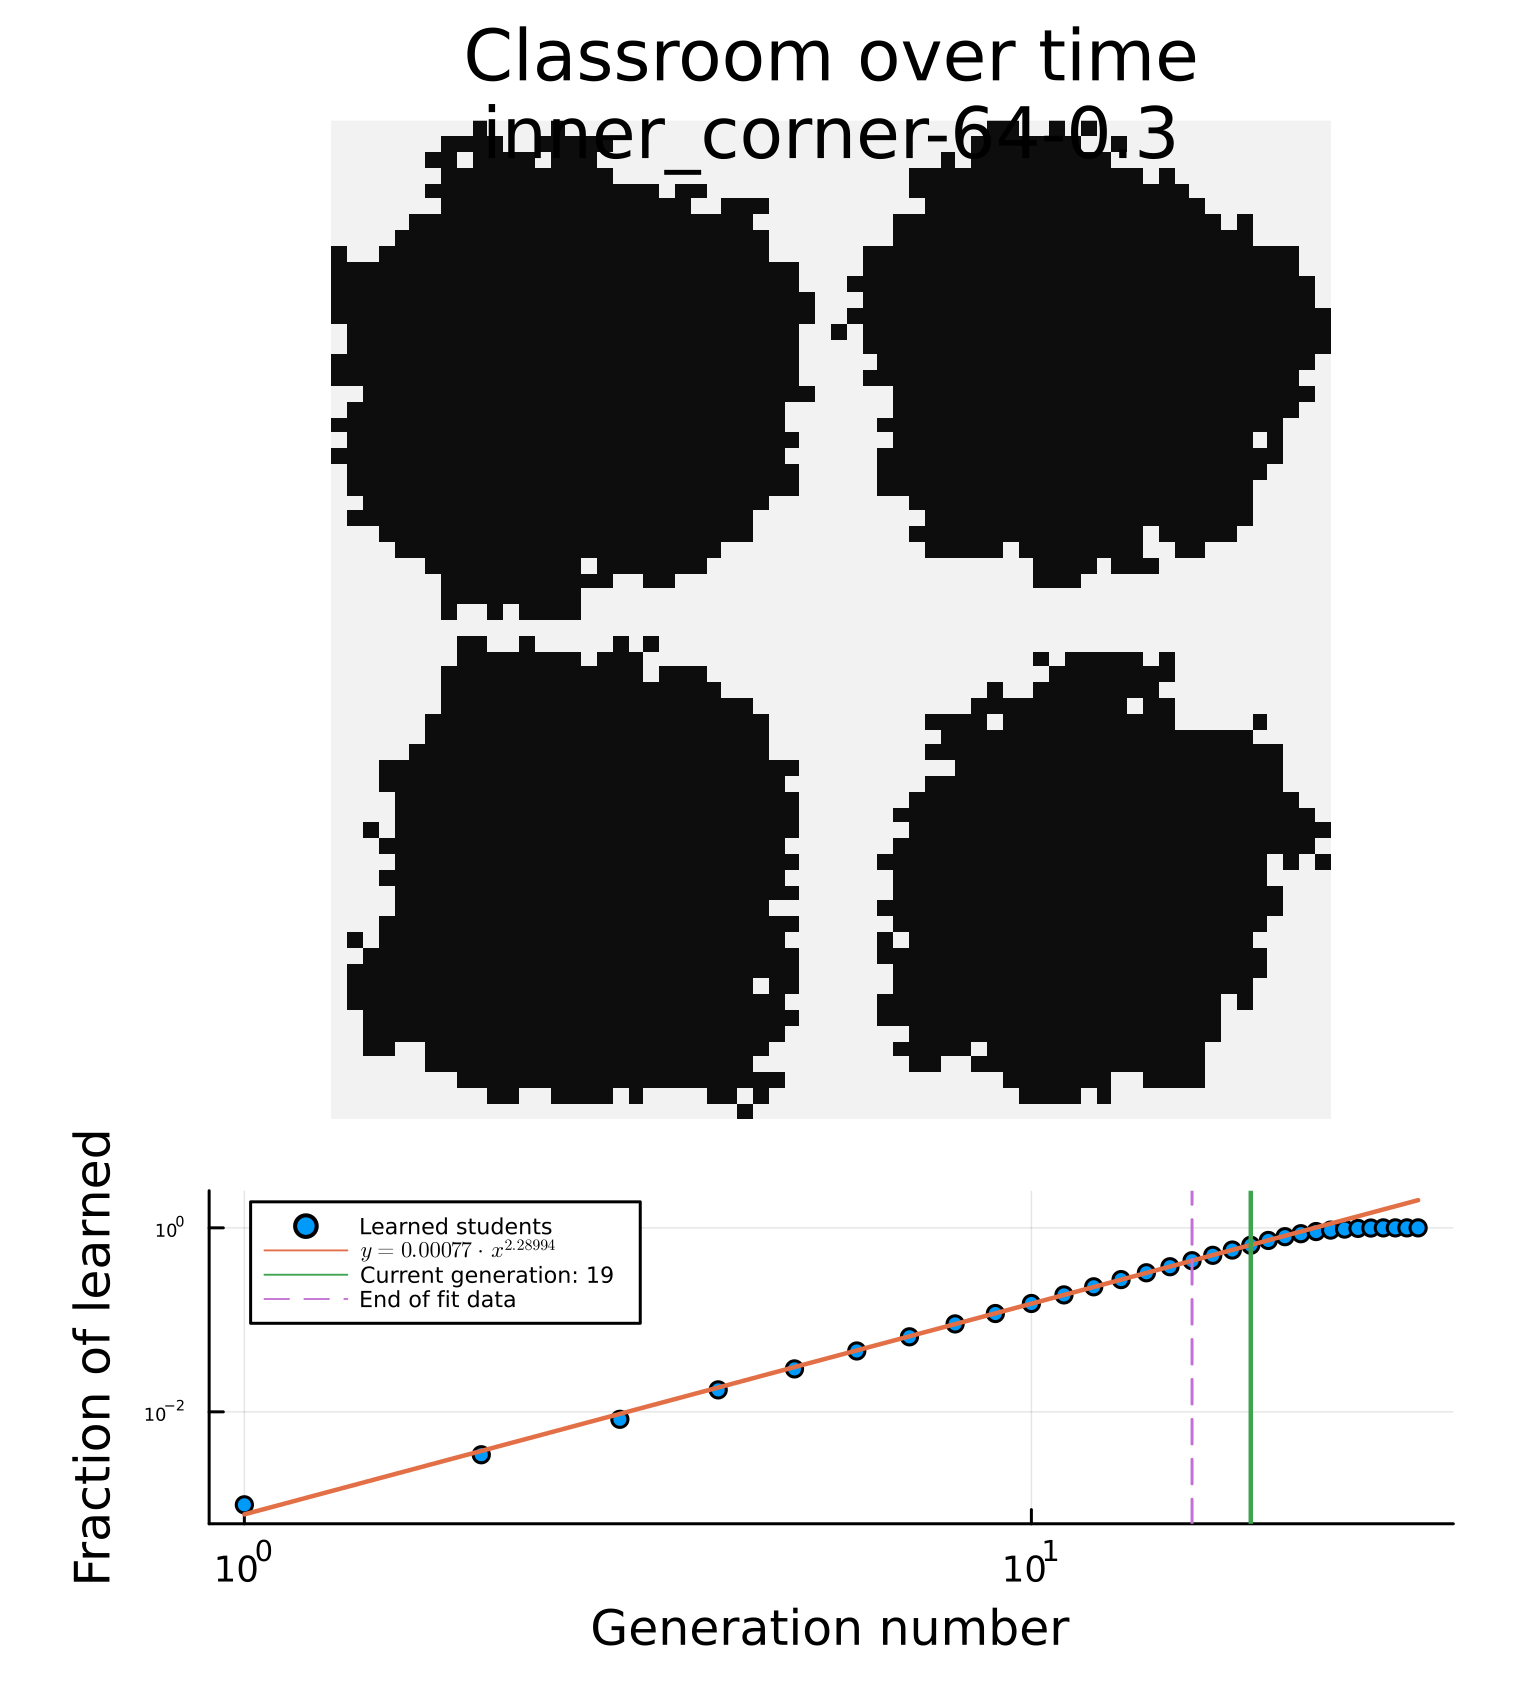 Classroom over time
inner_corner-64-0.3
Fraction of learned
10^0
10^-2
Learned students
y = 0.00077 · x^2.28994
Current generation: 19
End of fit data
10^0
10^1
Generation number